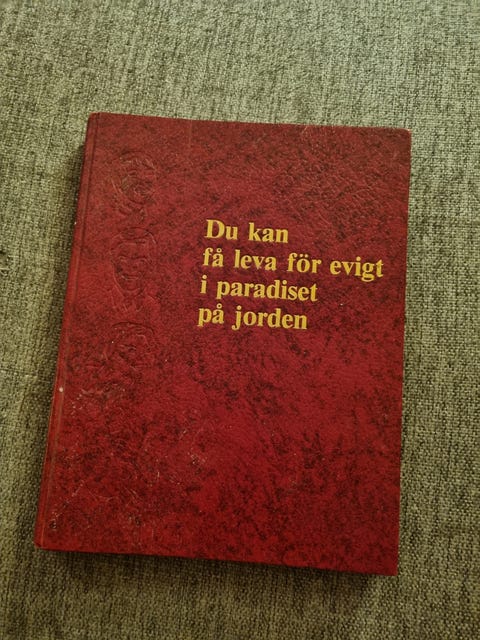 Du kan
få leva för evigt
i paradiset
på jorden